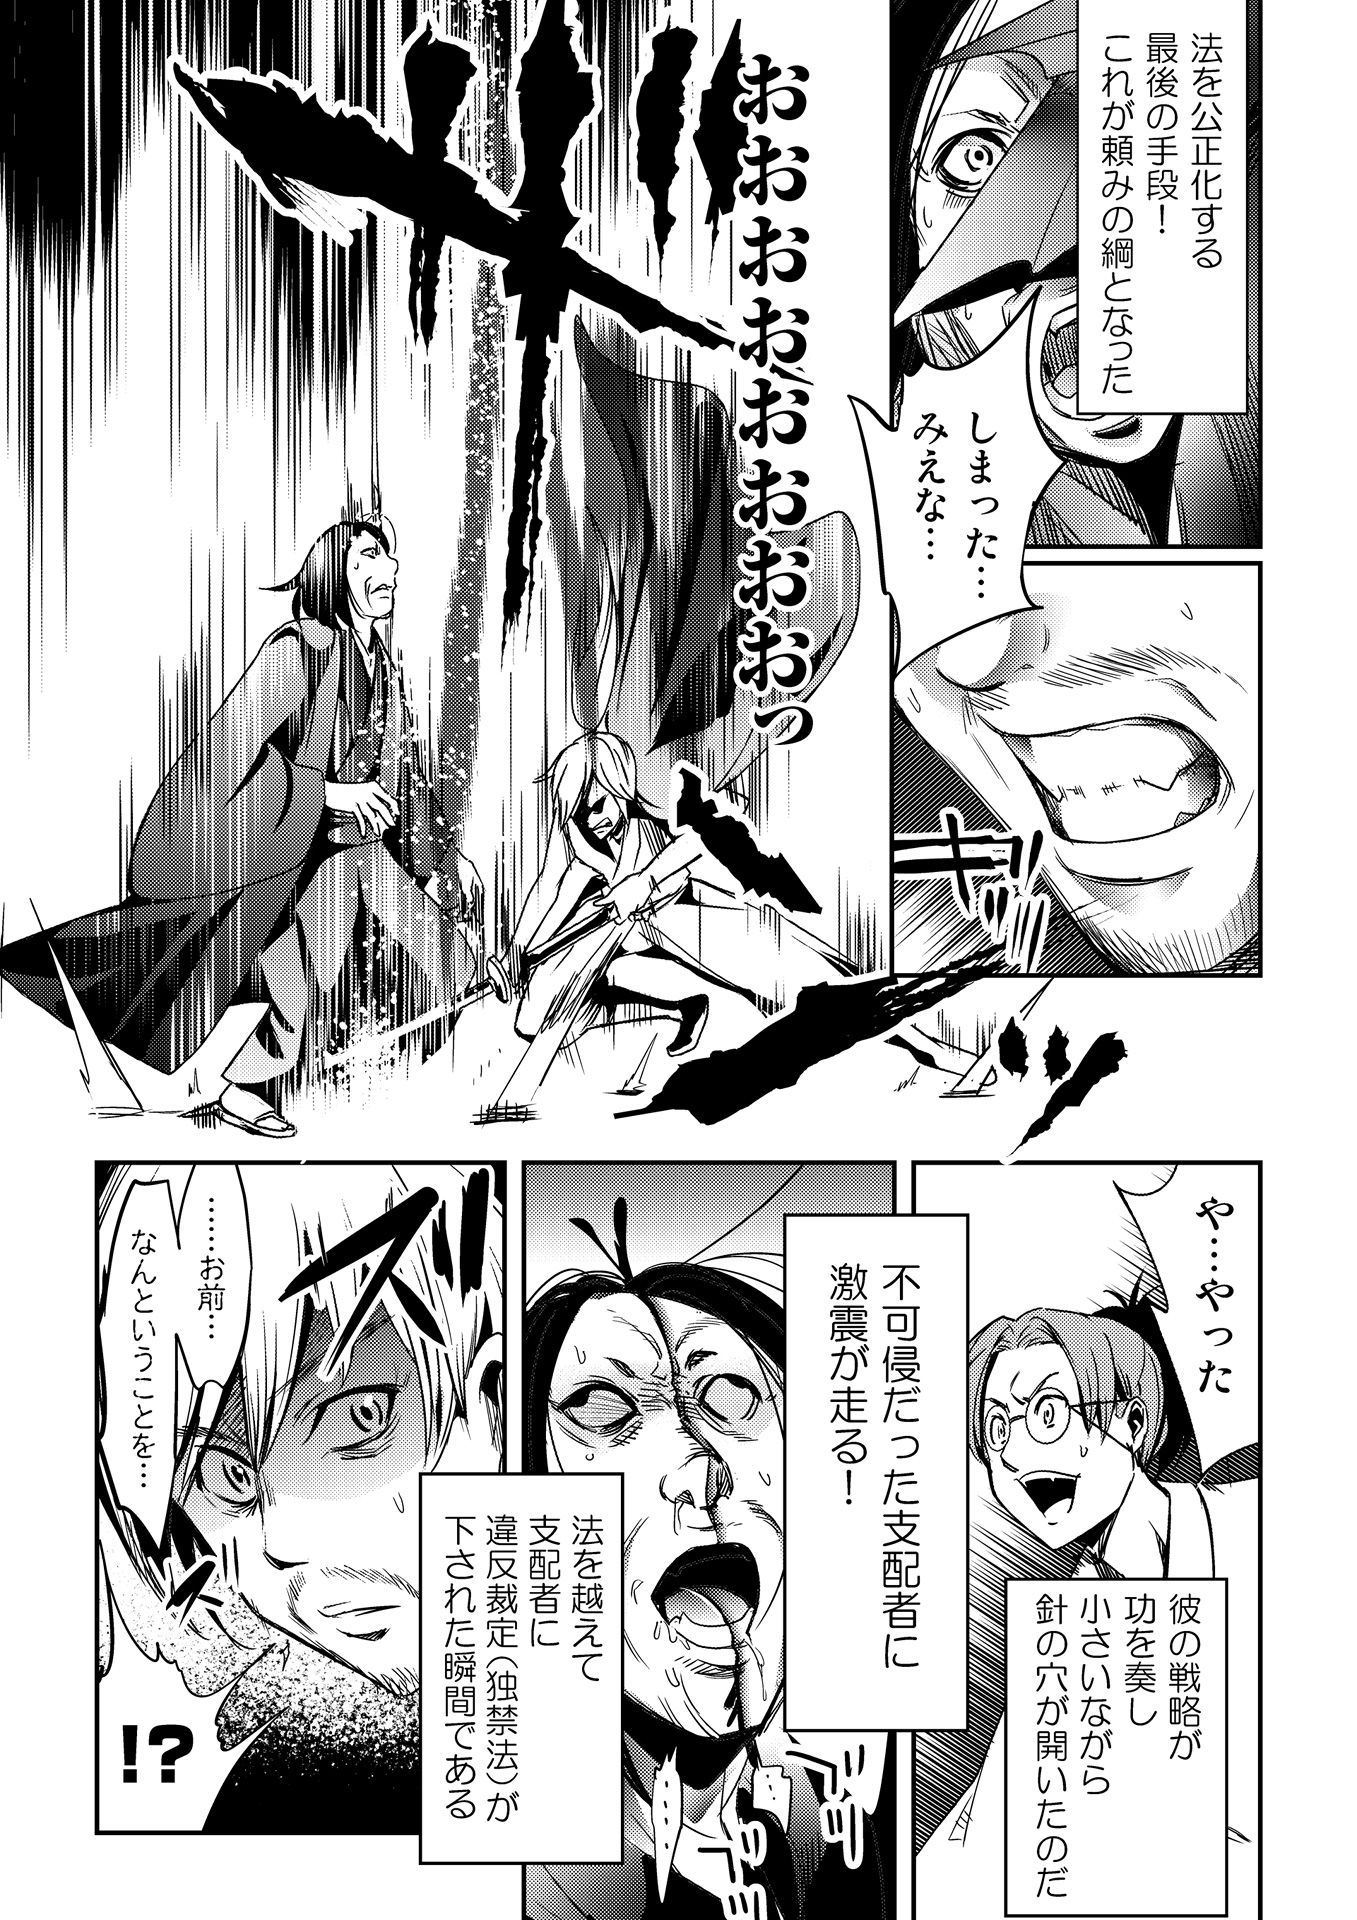 法を公正化する
最後の手段！
これが頼みの綱となった
しまった…
みえな…
ギッ
おおおおおおおおおっ
や…やった
彼の戦略が
功を奏し
小さいながら
針の穴が開いたのだ
不可侵だった支配者に
激震が走る！
法を越えて
支配者に
違反裁定（独禁法）が
下された瞬間である
……お前…
なんということを…
!?